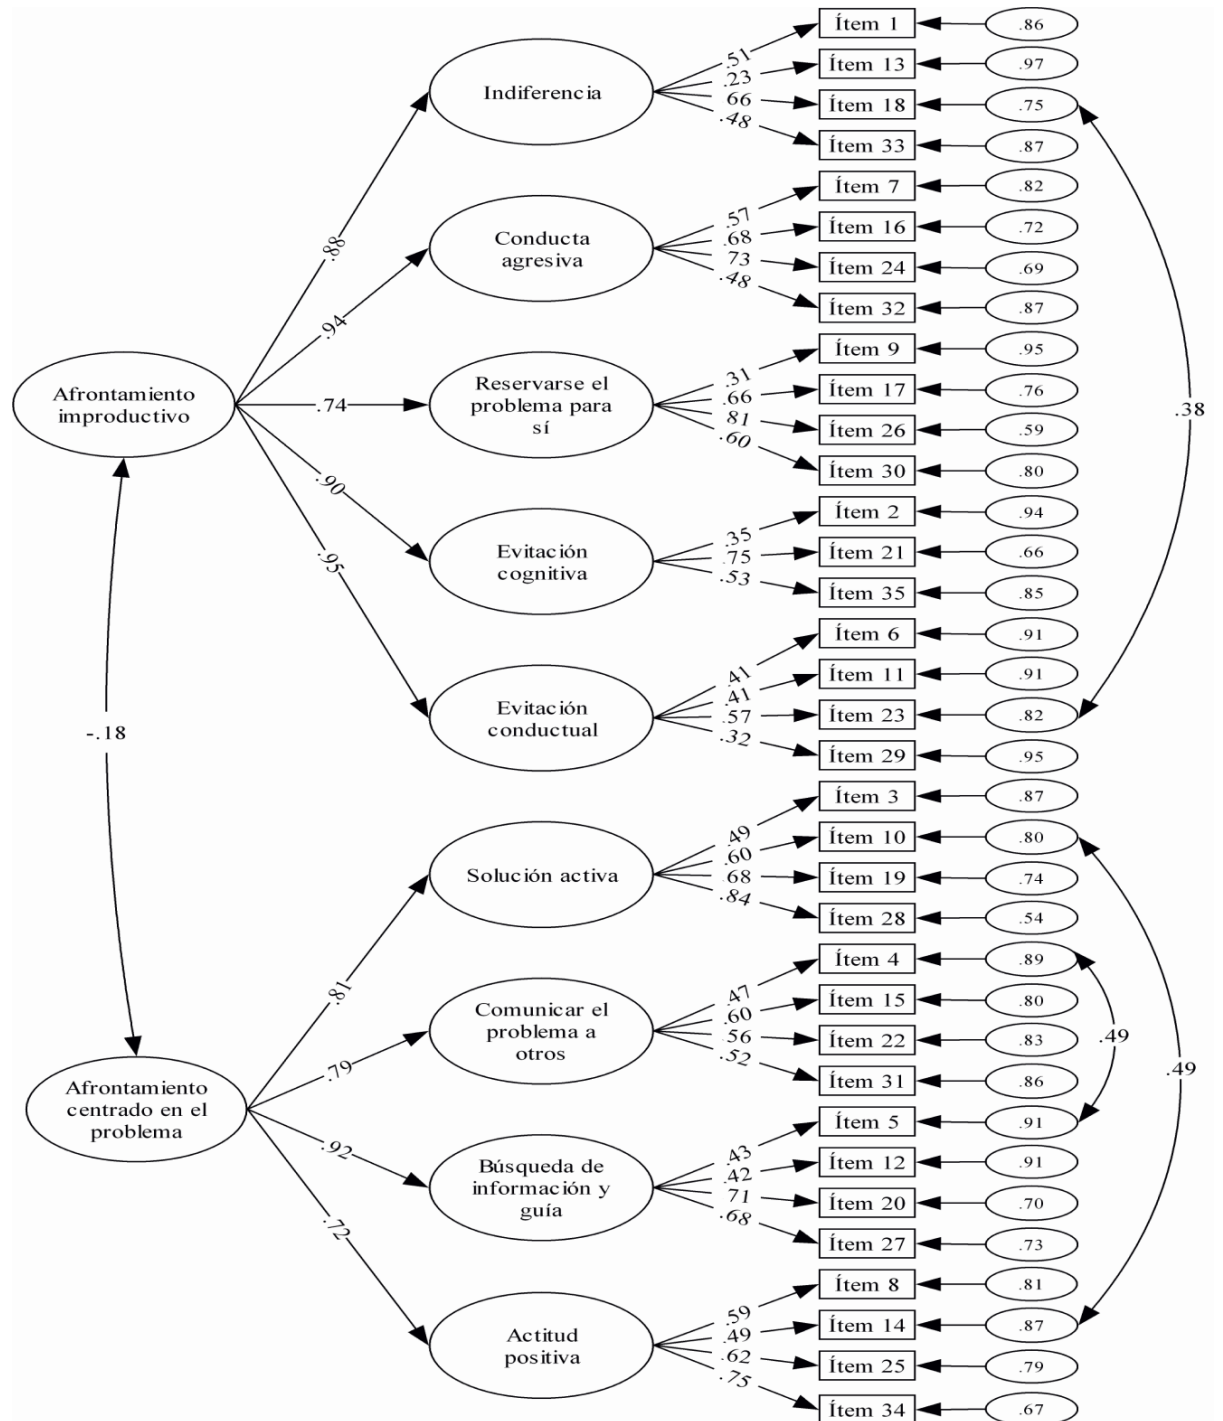 Ítem 1
.86
.51
Ítem 13
.97
.23
Indiferencia
Ítem 18
.75
.66
.48
Ítem 33
.87
Ítem 7
.82
.57
Ítem 16
.72
.68
Conducta
agresiva
.73
Ítem 24
.69
.48
Ítem 32
.87
.88
.94
Ítem 9
.95
.31
Reservarse el
problema para
sí
.66
Ítem 17
.76
.81
Ítem 26
.59
.60
Ítem 30
.80
Afrontamiento
improductivo
.74
.38
.90
Ítem 2
.94
.35
Evitación
cognitiva
.75
Ítem 21
.66
.53
Ítem 35
.85
.95
Ítem 6
.91
.41
Ítem 11
.91
.41
Evitación
conductual
.57
Ítem 23
.82
.32
Ítem 29
.95
-.18
Ítem 3
.87
.49
Ítem 10
.80
.60
Solución activa
.68
Ítem 19
.74
.84
Ítem 28
.54
.81
Ítem 4
.89
.47
Ítem 15
.80
.60
Comunicar el
problema a
otros
.56
Ítem 22
.83
.52
Ítem 31
.86
.49
.49
.79
Afrontamiento
centrado en el
problema
Ítem 5
.91
.43
Ítem 12
.91
.42
.92
Búsqueda de
información y
guía
.71
Ítem 20
.70
.68
Ítem 27
.73
.72
Ítem 8
.81
.59
Ítem 14
.87
.49
Actitud
positiva
.62
Ítem 25
.79
.75
Ítem 34
.67